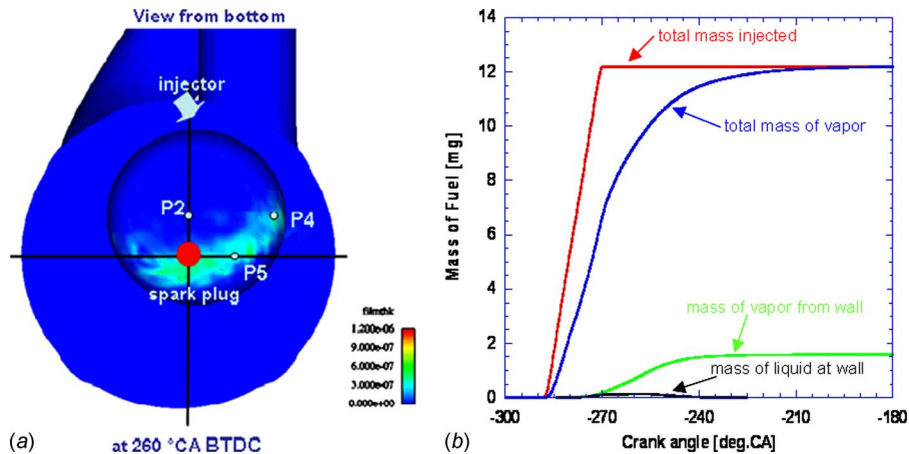 View from bottom
injector
P2
P4
P5
spark plug
filmthk
1.200e-06
9.000e-07
6.000e-07
3.000e-07
0.000e+00
(a)
at 260 °CA BTDC
14
12
10
8
6
4
2
0
Mass of Fuel [mg]
total mass injected
total mass of vapor
mass of vapor from wall
mass of liquid at wall
-300
-270
-240
-210
-180
(b)
Crank angle [deg.CA]